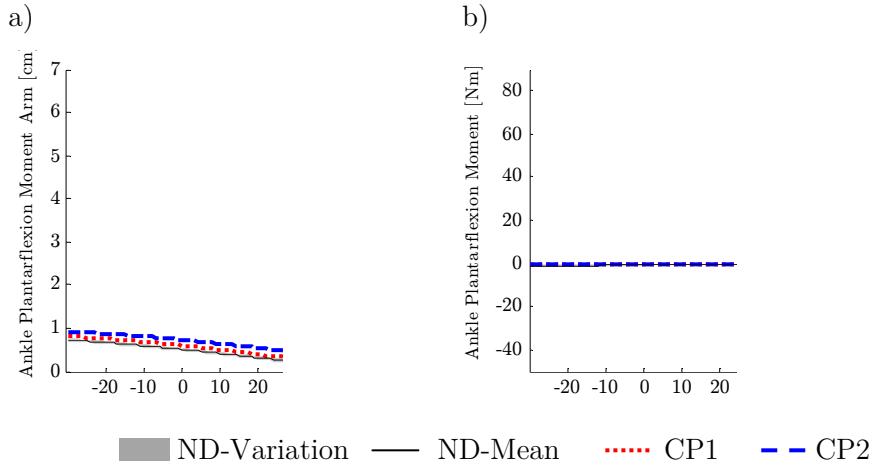 a)
Ankle Plantarflexion Moment Arm [cm]
7
6
5
4
3
2
1
0
-20 -10 0 10 20
b)
Ankle Plantarflexion Moment [Nm]
80
60
40
20
0
-20
-40
-20 -10 0 10 20
ND-Variation ND-Mean CP1 CP2